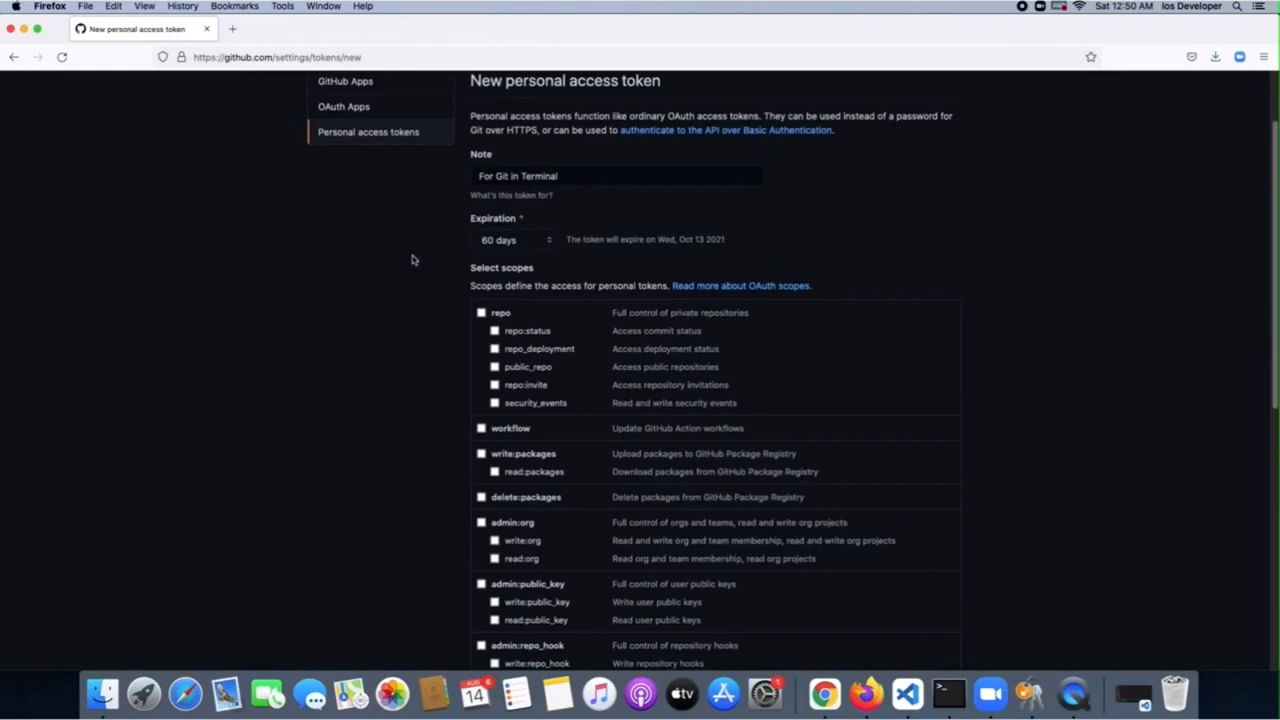 Firefox File Edit View History Bookmarks Tools Window Help Sat 12:50 AM Ios Developer
New personal access token
https://github.com/settings/tokens/new
GitHub Apps
OAuth Apps
Personal access tokens
New personal access token
Personal access tokens function like ordinary OAuth access tokens. They can be used instead of a password for
Git over HTTPS, or can be used to authenticate to the API over Basic Authentication.
Note
For Git in Terminal
What's this token for?
Expiration *
60 days The token will expire on Wed, Oct 13 2021
Select scopes
Scopes define the access for personal tokens. Read more about OAuth scopes.
repo Full control of private repositories
repo:status Access commit status
repo_deployment Access deployment status
public_repo Access public repositories
repo:invite Access repository invitations
security_events Read and write security events
workflow Update GitHub Action workflows
write:packages Upload packages to GitHub Package Registry
read:packages Download packages from GitHub Package Registry
delete:packages Delete packages from GitHub Package Registry
admin:org Full control of orgs and teams, read and write org projects
write:org Read and write org and team membership, read and write org projects
read:org Read org and team membership, read org projects
admin:public_key Full control of user public keys
write:public_key Write user public keys
read:public_key Read user public keys
admin:repo_hook Full control of repository hooks
write:repo_hook Write repository hooks
AUG
14
6
tv
1